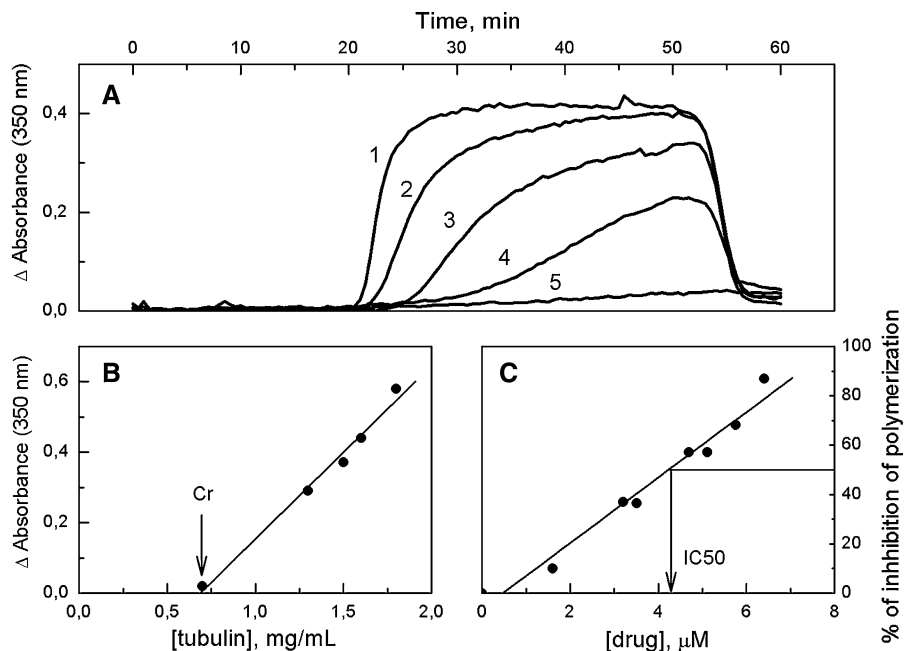 Time, min
0 10 20 30 40 50 60
A
Δ Absorbance (350 nm)
0,4
0,2
0,0
1
2
3
4
5
B
Δ Absorbance (350 nm)
0,6
0,4
0,2
0,0
Cr
0,0 0,5 1,0 1,5 2,0
[tubulin], mg/mL
C
IC50
0 2 4 6 8
[drug], μM
100
80
60
40
20
0
% of inhhibition of polymerization